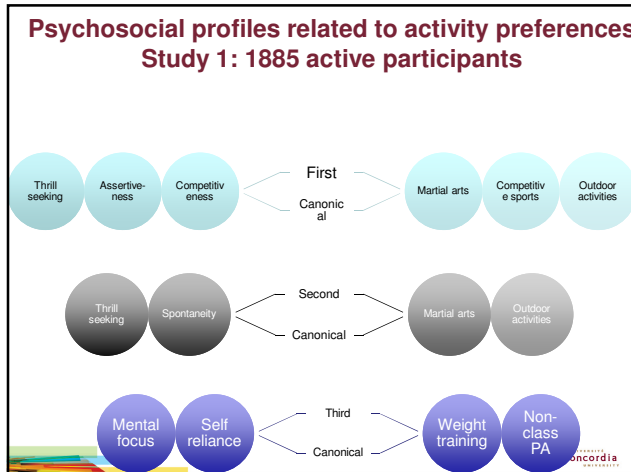 Psychosocial profiles related to activity preferences
Study 1: 1885 active participants
Thrill
seeking
Assertive-
ness
Competitiv
eness
First
Canonic
al
Martial arts
Competitiv
e sports
Outdoor
activities
Thrill
seeking
Spontaneity
Second
Canonical
Martial arts
Outdoor
activities
Mental
focus
Self
reliance
Third
Canonical
Weight
training
Non-
class
PA
oncordia
UNIVERSITY